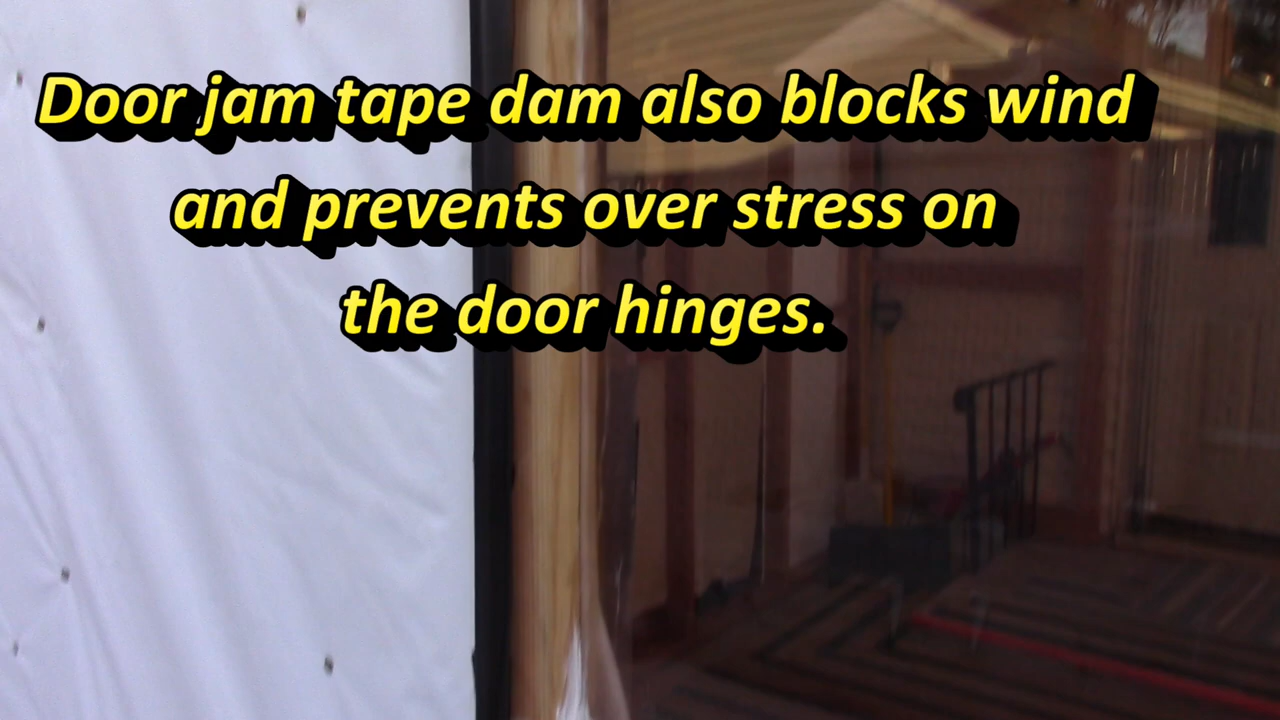 Door jam tape dam also blocks wind
and prevents over stress on
the door hinges.